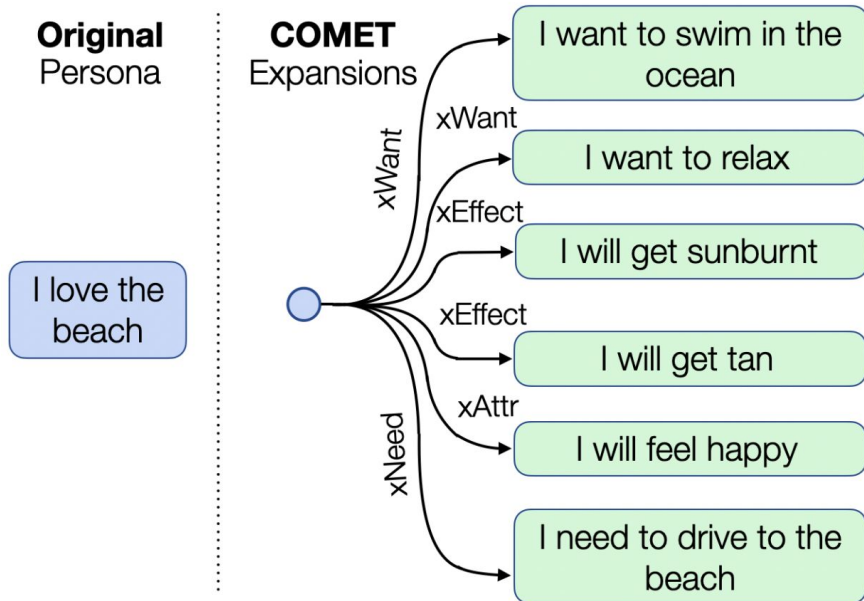 Original
Persona
COMET
Expansions
I love the
beach
xWant
xWant
xEffect
xEffect
xAttr
xNeed
I want to swim in the
ocean
I want to relax
I will get sunburnt
I will get tan
I will feel happy
I need to drive to the
beach